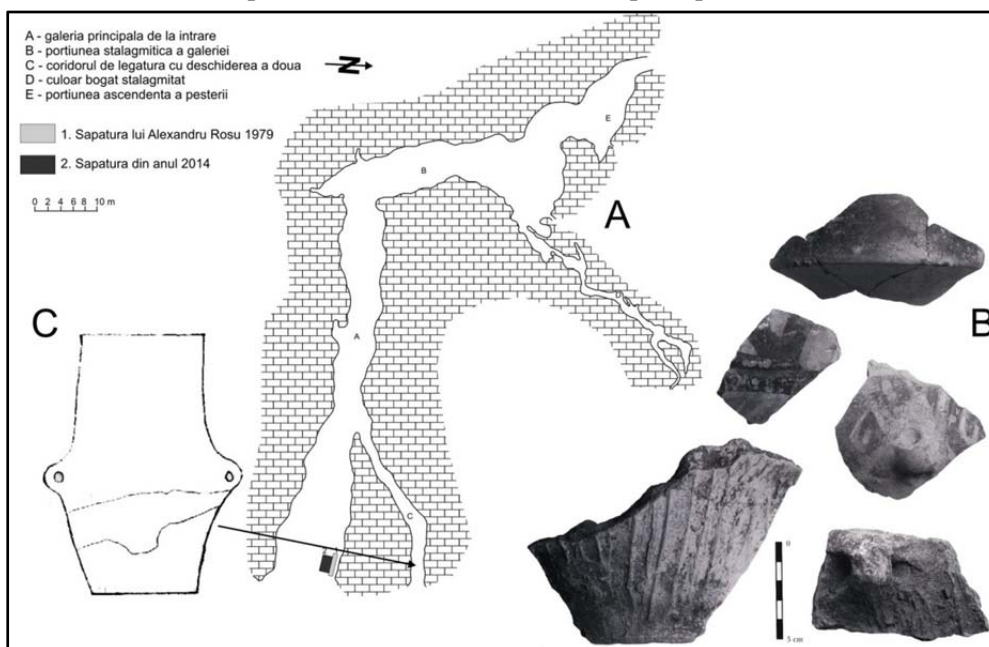 A - galeria principala de la intrare
B - portiunea stalagmitica a galeriei
C - coridorul de legatura cu deschiderea a doua
D - culoar bogat stalagmitat
E - portiunea ascendenta a pesterii
N
1. Sapatura lui Alexandru Rosu 1979
2. Sapatura din anul 2014
0 2 4 6 8 10 m
E
B
A
D
C
B
A
C
0
5 cm